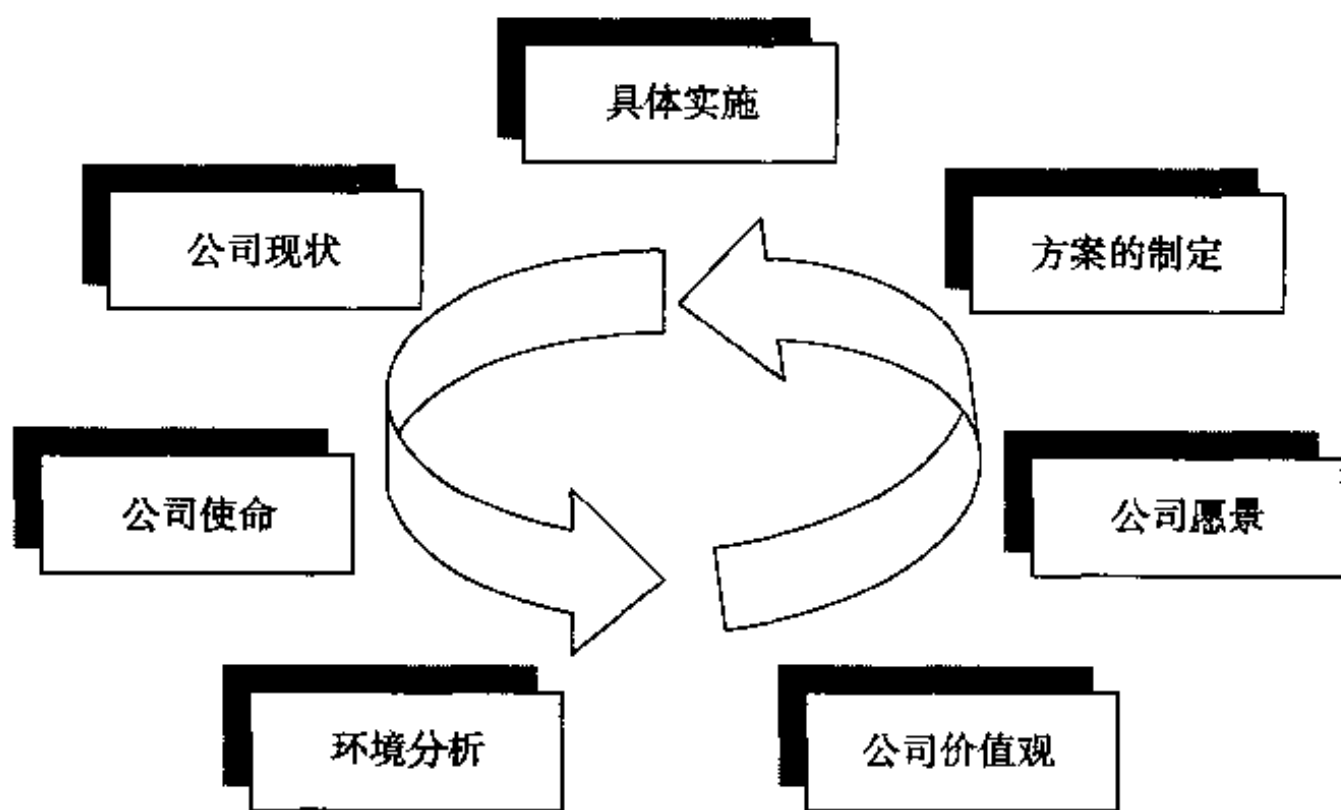 具体实施
公司现状
方案的制定
公司使命
公司愿景
环境分析
公司价值观